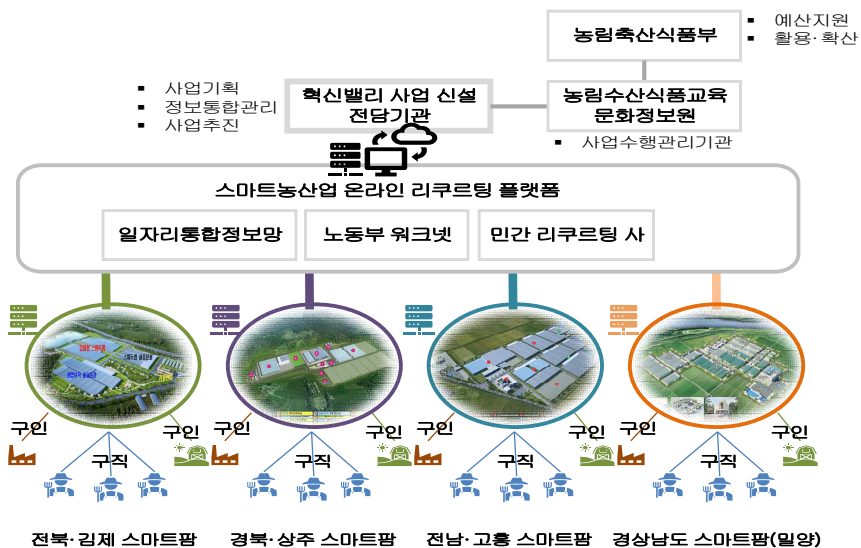 농림축산식품부
▪ 예산지원
▪ 활용·확산
▪ 사업기획
▪ 정보통합관리
▪ 사업추진
혁신밸리 사업 신설
전담기관
농림수산식품교육
문화정보원
▪ 사업수행관리기관
스마트농산업 온라인 리쿠르팅 플랫폼
일자리통합정보망
노동부 워크넷
민간 리쿠르팅 사
구인
구직
구인
구인
구직
구인
구인
구직
구인
구인
구직
구인
전북·김제 스마트팜
경북·상주 스마트팜
전남·고흥 스마트팜
경상남도 스마트팜(밀양)